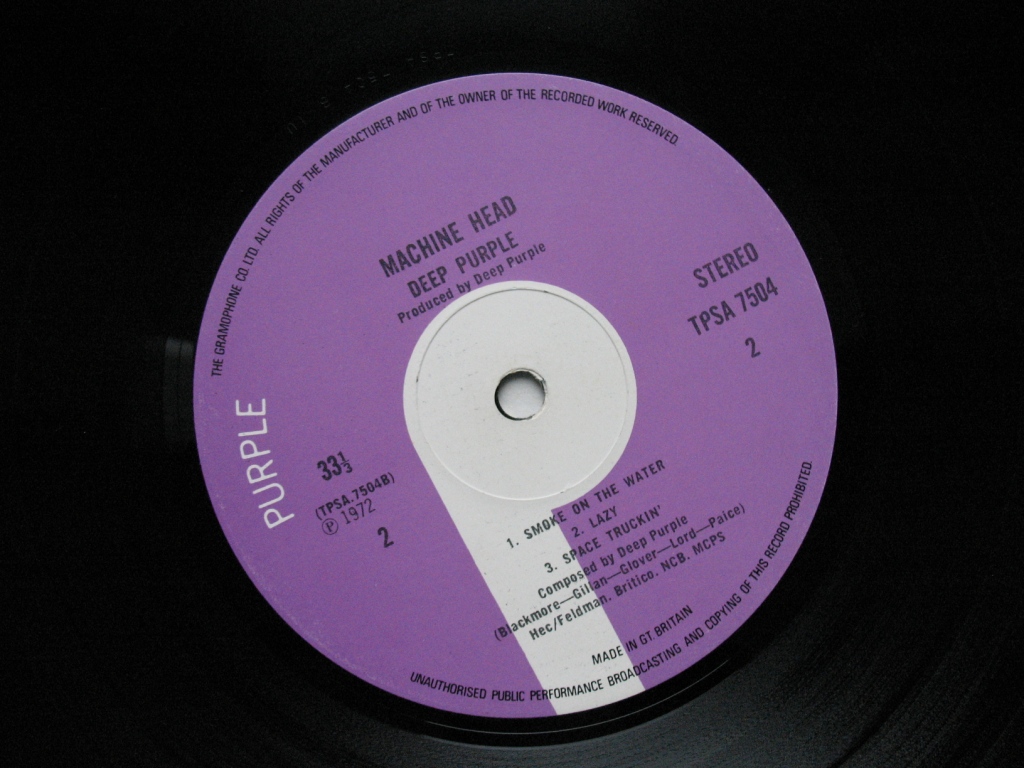 THE GRAMOPHONE CO. LTD. ALL RIGHTS OF THE MANUFACTURER AND OF THE OWNER OF THE RECORDED WORK RESERVED.
MACHINE HEAD
DEEP PURPLE
Produced by Deep Purple
STEREO
TPSA 7504
2
PURPLE
33⅓
(TPSA.7504B)
Ⓟ 1972
2
1. SMOKE ON THE WATER
2. LAZY
3. SPACE TRUCKIN'
Composed by Deep Purple
(Blackmore—Gillan—Glover—Lord—Paice)
Hec/Feldman. Britico. NCB. MCPS
MADE IN GT. BRITAIN
UNAUTHORISED PUBLIC PERFORMANCE BROADCASTING AND COPYING OF THIS RECORD PROHIBITED.